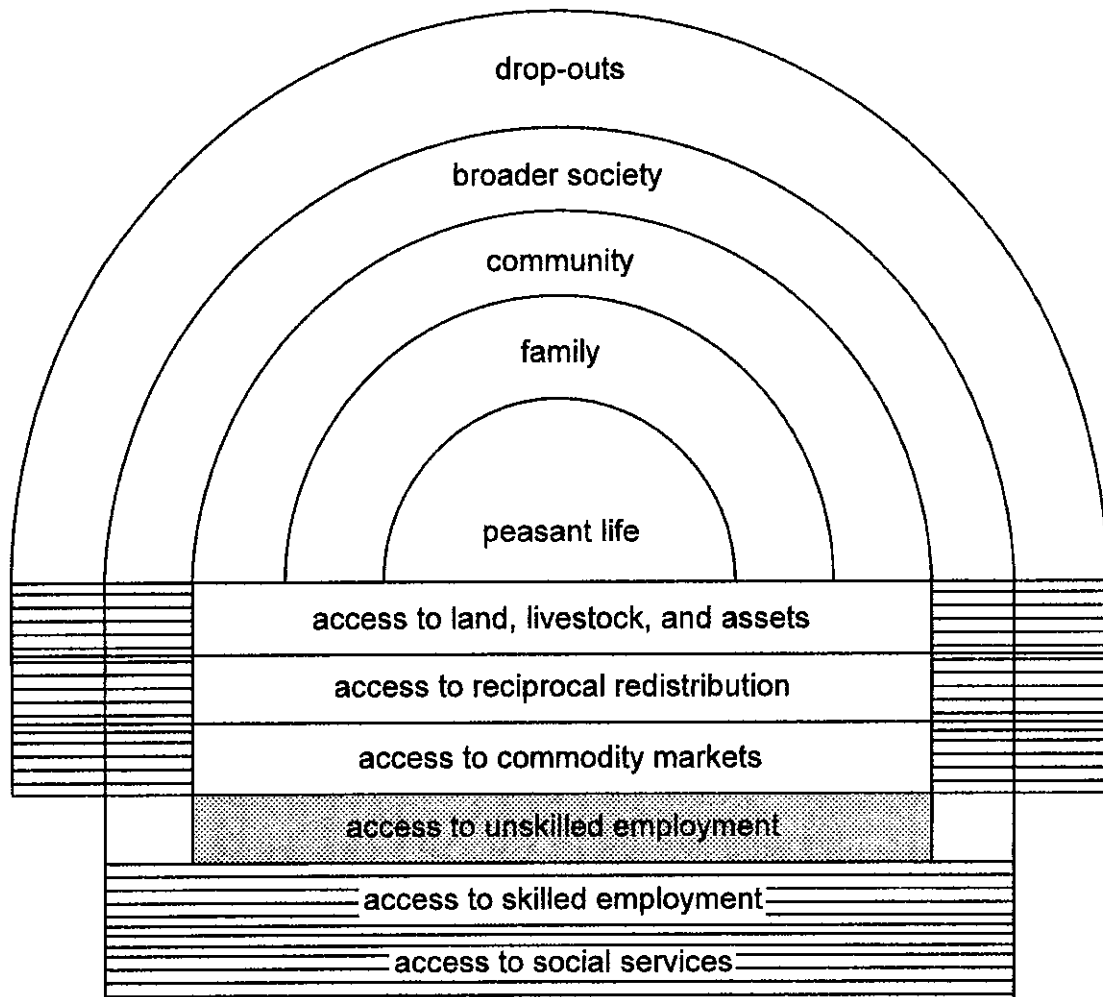 drop-outs
broader society
community
family
peasant life
access to land, livestock, and assets
access to reciprocal redistribution
access to commodity markets
access to unskilled employment
access to skilled employment
access to social services